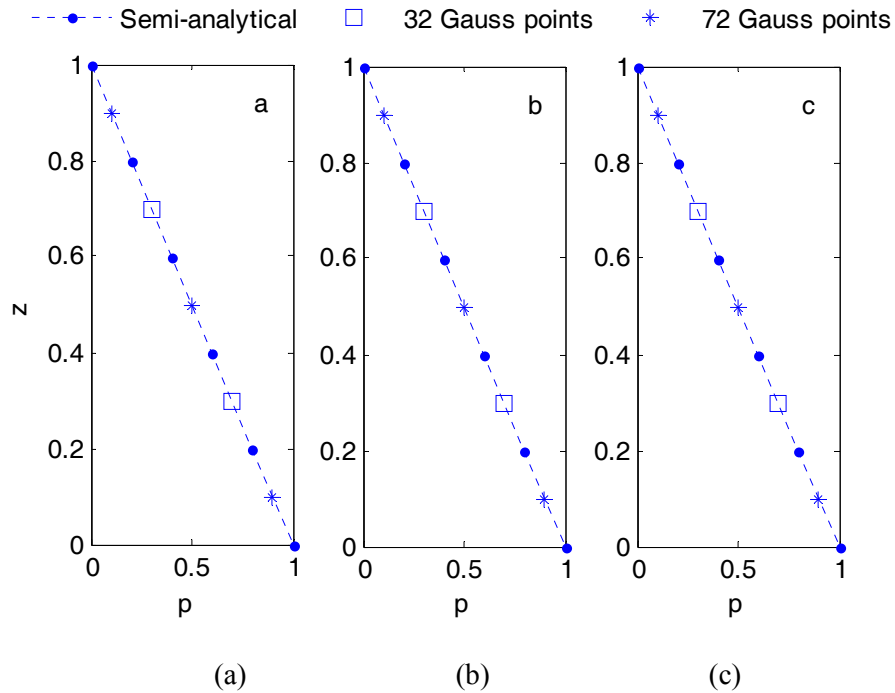 Semi-analytical 32 Gauss points 72 Gauss points
1 1 1
a b c
0.8 0.8 0.8
0.6 0.6 0.6
z
0.4 0.4 0.4
0.2 0.2 0.2
0 0 0
0 0.5 1 0 0.5 1 0 0.5 1
p p p
(a) (b) (c)